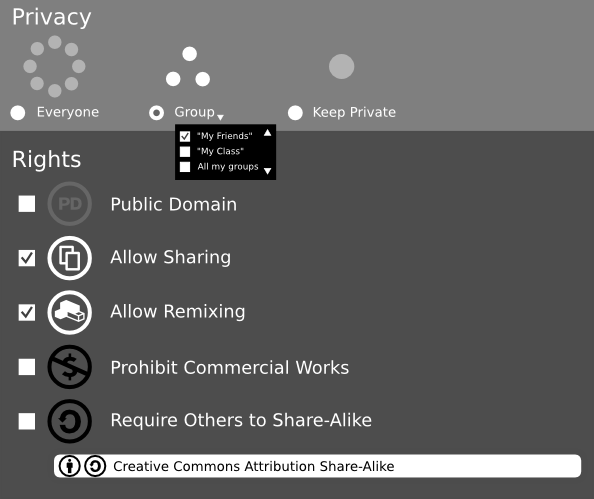 Privacy
Everyone
Group
Keep Private
"My Friends"
"My Class"
All my groups
Rights
PD
Public Domain
Allow Sharing
Allow Remixing
$
Prohibit Commercial Works
Require Others to Share-Alike
Creative Commons Attribution Share-Alike